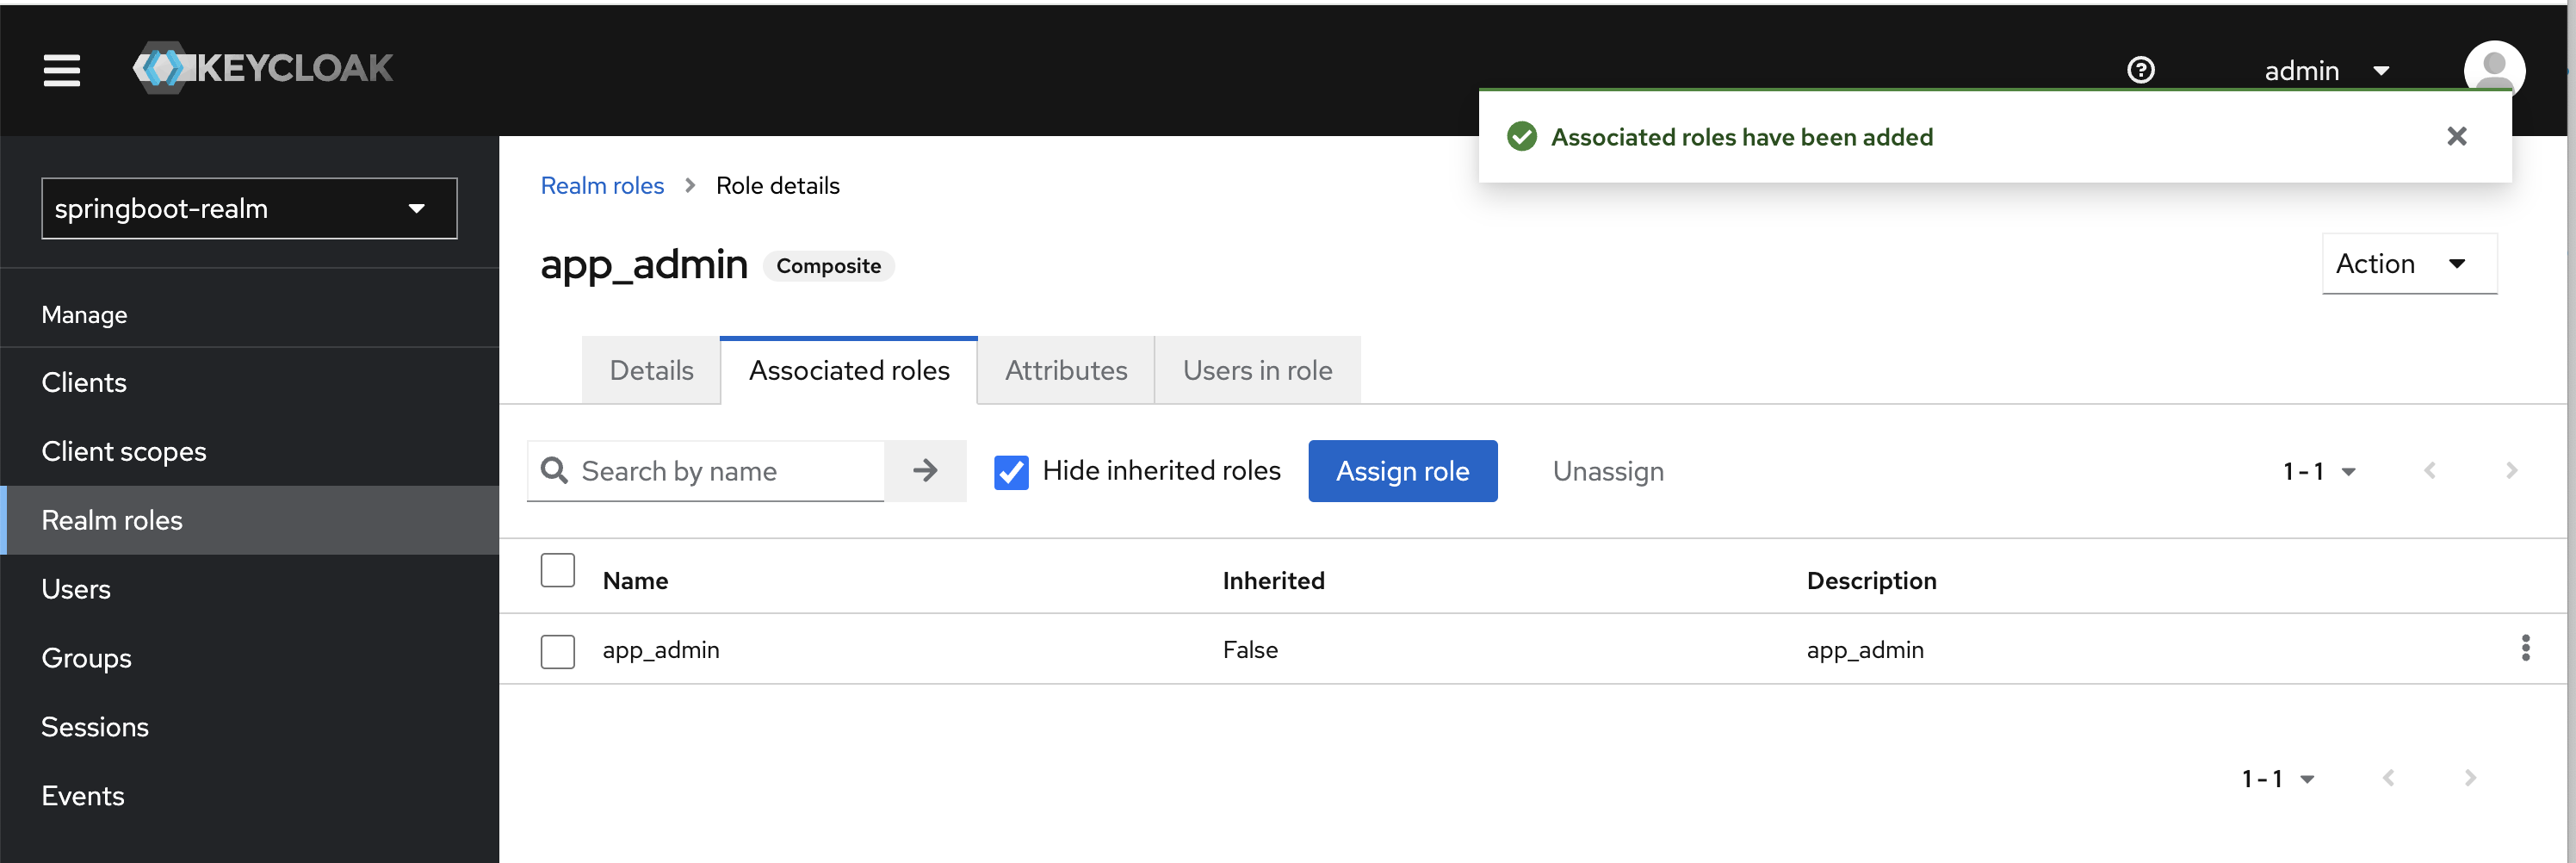 KEYCLOAK
admin
Associated roles have been added
springboot-realm
Manage
Clients
Client scopes
Realm roles
Users
Groups
Sessions
Events
Realm roles
Role details
app_admin
Composite
Action
Details
Associated roles
Attributes
Users in role
Search by name
Hide inherited roles
Assign role
Unassign
1 - 1
Name
Inherited
Description
app_admin
False
app_admin
1 - 1